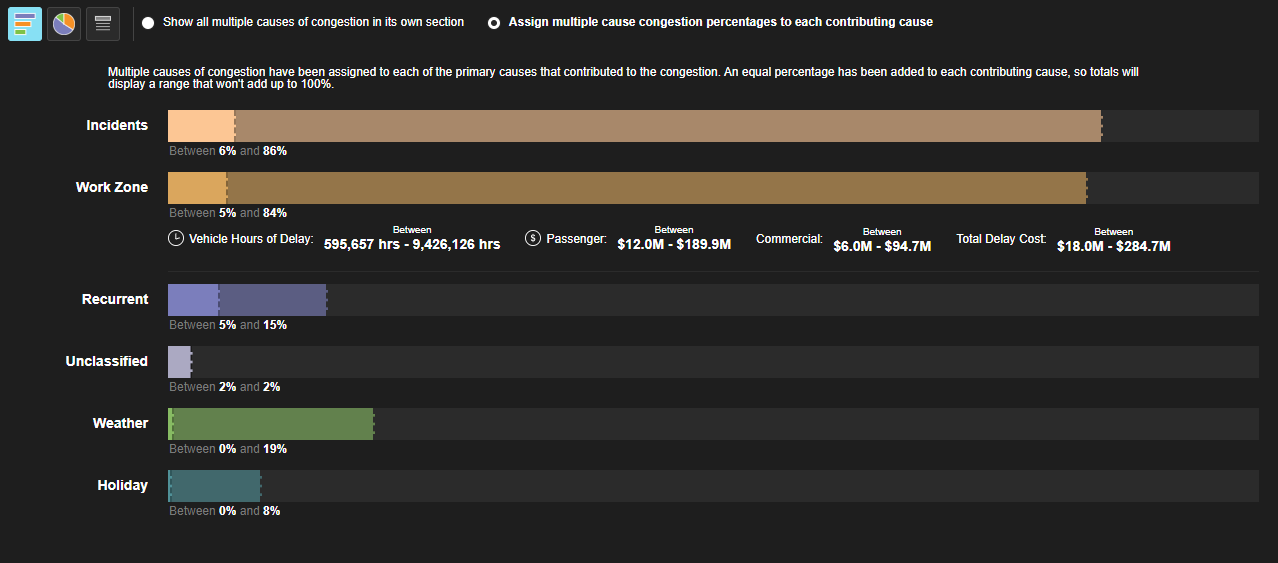 Show all multiple causes of congestion in its own section
Assign multiple cause congestion percentages to each contributing cause
Multiple causes of congestion have been assigned to each of the primary causes that contributed to the congestion. An equal percentage has been added to each contributing cause, so totals will
display a range that won't add up to 100%.
Incidents
Between 6% and 86%
Work Zone
Between 5% and 84%
Vehicle Hours of Delay: Between 595,657 hrs - 9,426,126 hrs
$ Passenger: Between $12.0M - $189.9M
Commercial: Between $6.0M - $94.7M
Total Delay Cost: Between $18.0M - $284.7M
Recurrent
Between 5% and 15%
Unclassified
Between 2% and 2%
Weather
Between 0% and 19%
Holiday
Between 0% and 8%